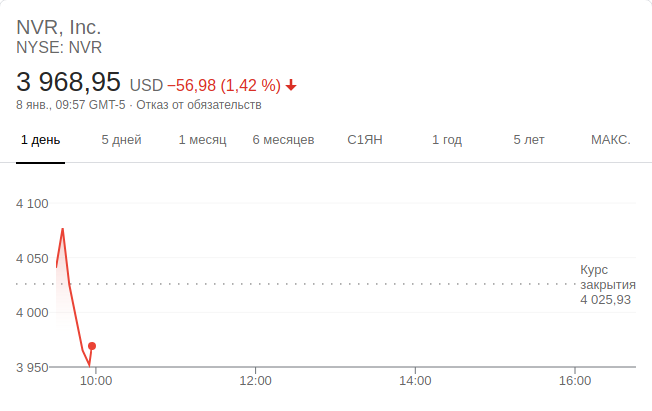 NVR, Inc.
NYSE: NVR
3 968,95 USD −56,98 (1,42 %)
8 янв., 09:57 GMT-5 · Отказ от обязательств
1 день 5 дней 1 месяц 6 месяцев С1ЯН 1 год 5 лет МАКС.
4 100
4 050
Курс
закрытия
4 025,93
4 000
3 950
10:00 12:00 14:00 16:00